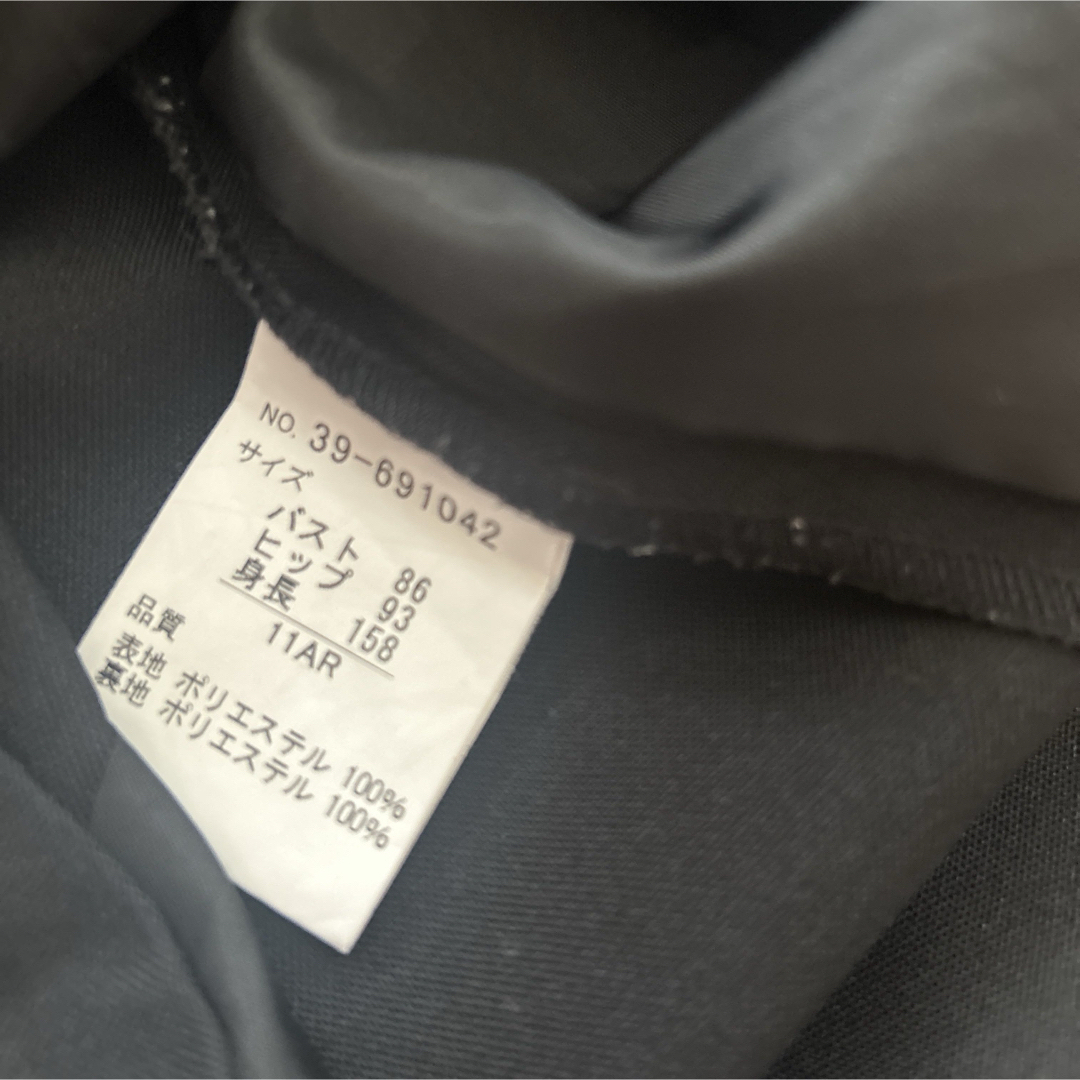 NO. 39-691042
サイズ
バスト 86
ヒップ 93
身長 158
11AR
品質
表地 ポリエステル 100%
裏地 ポリエステル 100%